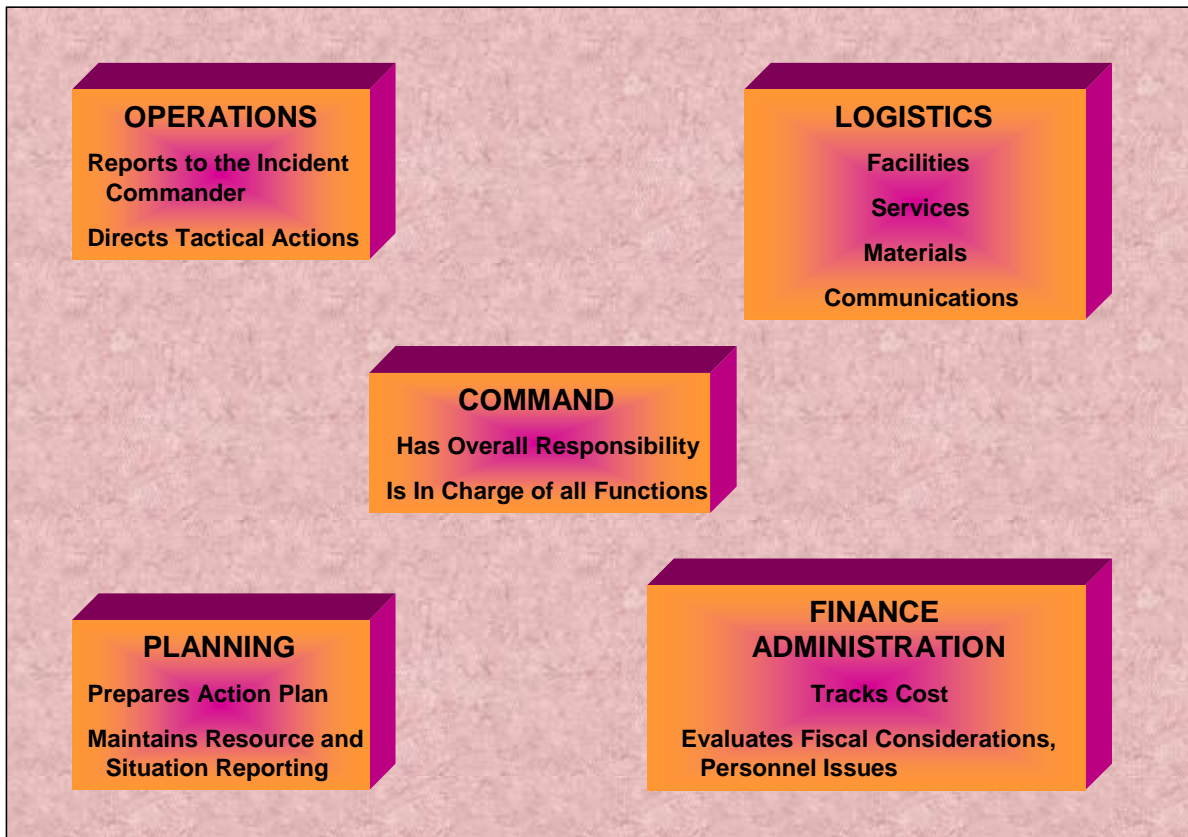 OPERATIONS
Reports to the Incident
Commander
Directs Tactical Actions
LOGISTICS
Facilities
Services
Materials
Communications
COMMAND
Has Overall Responsibility
Is In Charge of all Functions
PLANNING
Prepares Action Plan
Maintains Resource and
Situation Reporting
FINANCE
ADMINISTRATION
Tracks Cost
Evaluates Fiscal Considerations,
Personnel Issues